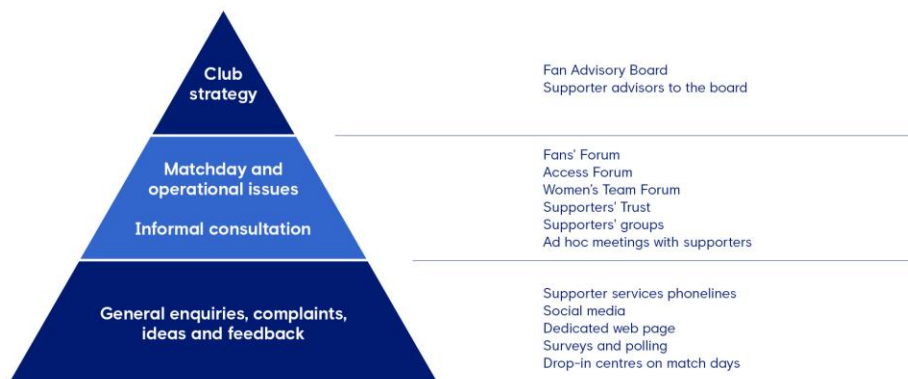 Club
strategy
Fan Advisory Board
Supporter advisors to the board
Matchday and
operational issues
Informal consultation
Fans' Forum
Access Forum
Women's Team Forum
Supporters' Trust
Supporters' groups
Ad hoc meetings with supporters
General enquiries, complaints,
ideas and feedback
Supporter services phonelines
Social media
Dedicated web page
Surveys and polling
Drop-in centres on match days